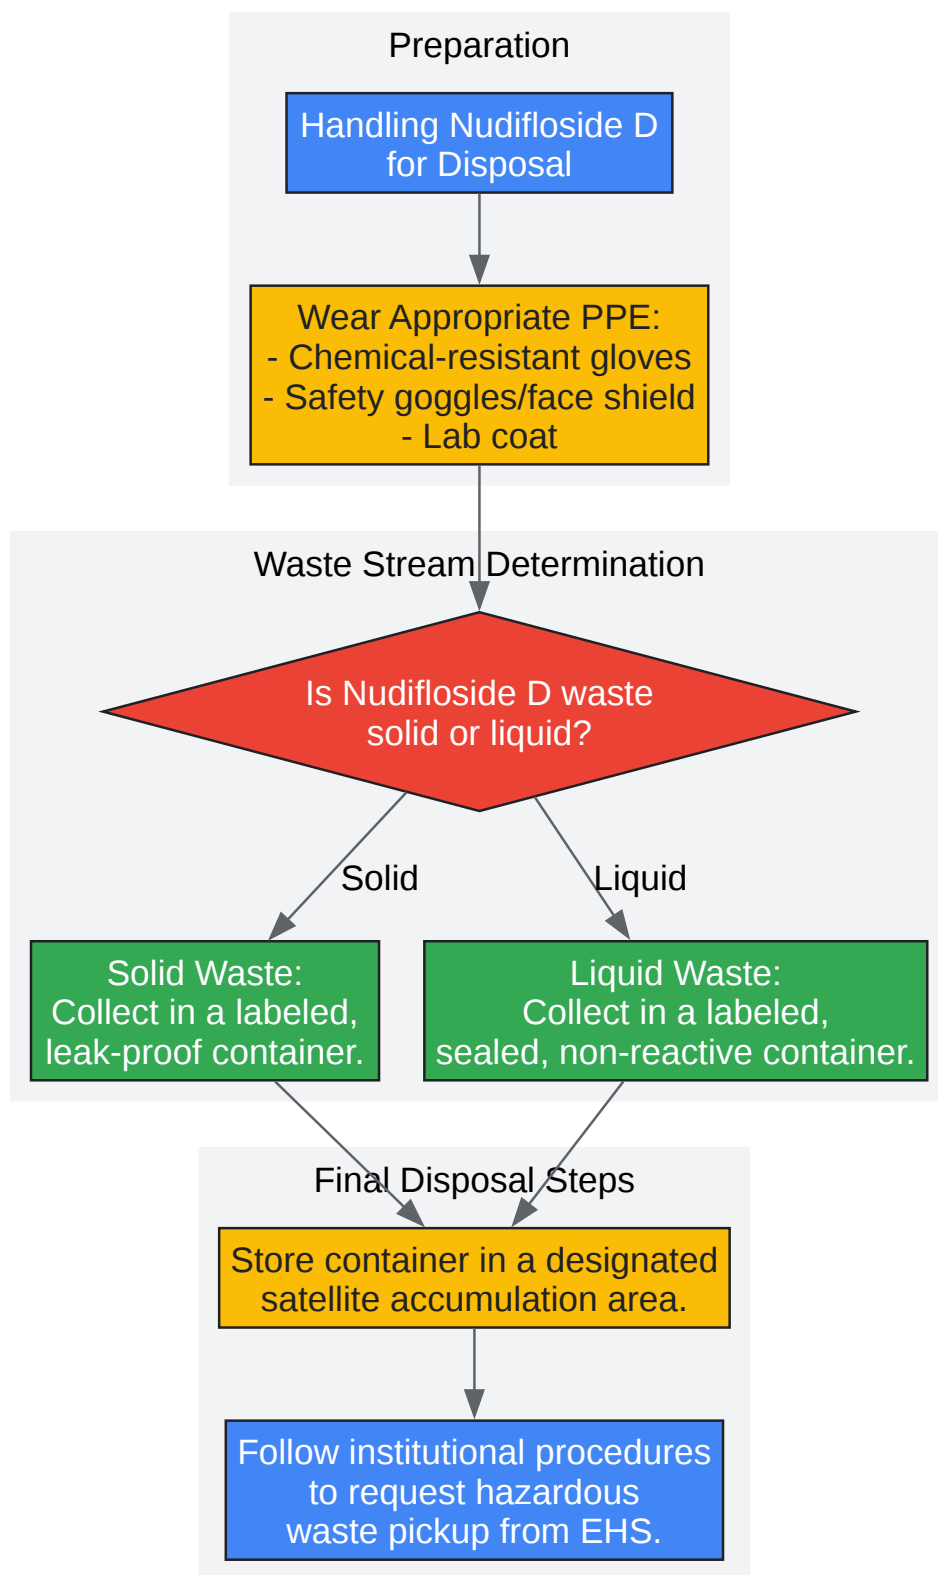 Preparation
Handling Nudifloside D
for Disposal
Wear Appropriate PPE:
- Chemical-resistant gloves
- Safety goggles/face shield
- Lab coat
Waste Stream Determination
Is Nudifloside D waste
solid or liquid?
Solid
Liquid
Solid Waste:
Collect in a labeled,
leak-proof container.
Liquid Waste:
Collect in a labeled,
sealed, non-reactive container.
Final Disposal Steps
Store container in a designated
satellite accumulation area.
Follow institutional procedures
to request hazardous
waste pickup from EHS.